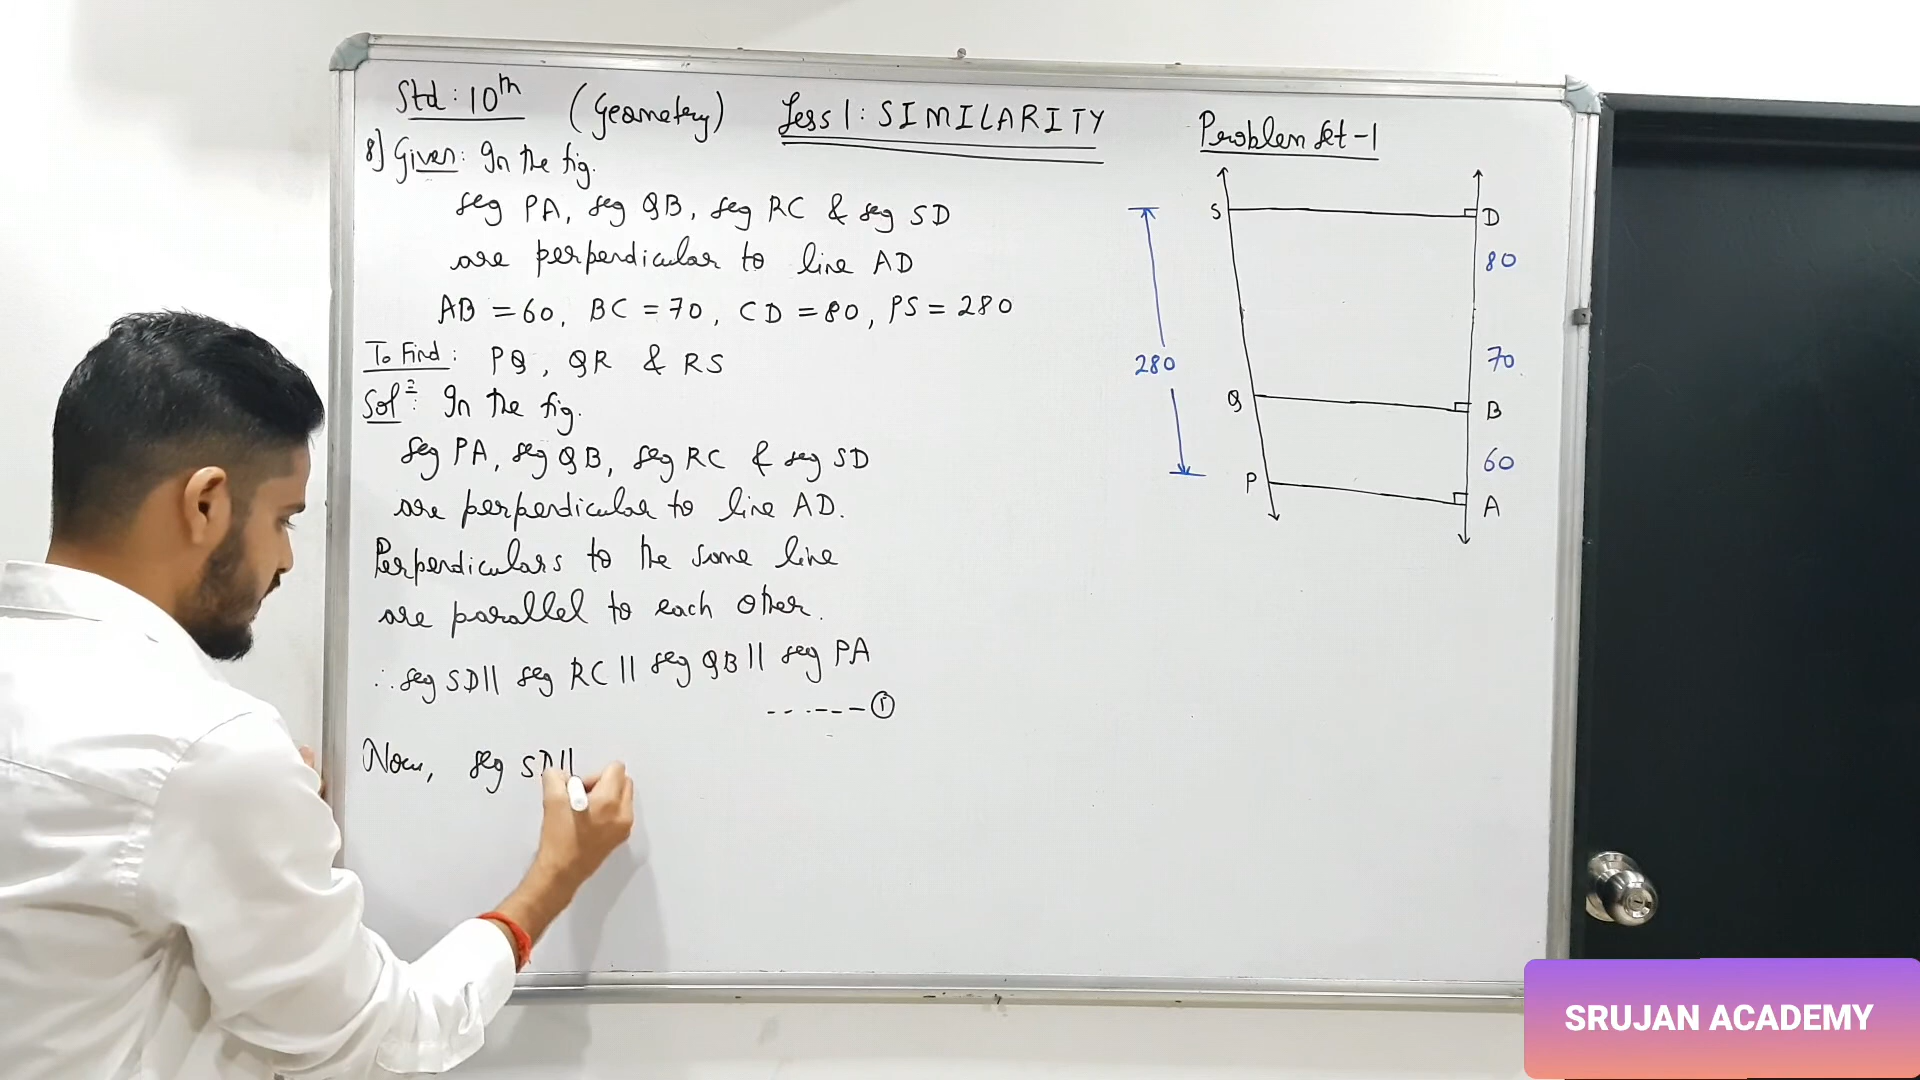 Std: 10th (Geometry) Less 1: SIMILARITY Problem Set-1
8) Given: In the fig.
seg PA, seg QB, seg RC & seg SD
are perpendicular to line AD
AB = 60, BC = 70, CD = 80, PS = 280
To Find: PQ, QR & RS
Solⁿ: In the fig.
seg PA, seg QB, seg RC & seg SD
are perpendicular to line AD.
Perpendiculars to the same line
are parallel to each other.
∴ seg SD || seg RC || seg QB || seg PA
------- ①
Now, seg SD ||
S D
80
280 70
Q B
60
P A
SRUJAN ACADEMY